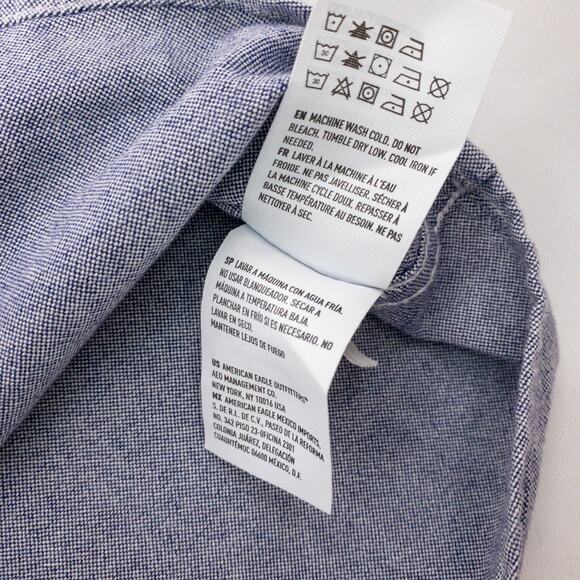 EN MACHINE WASH COLD. DO NOT
BLEACH. TUMBLE DRY LOW. COOL IRON IF
NEEDED.
FR LAVER À LA MACHINE À L'EAU
FROIDE. NE PAS JAVELLISER. SÉCHER À
LA MACHINE CYCLE DOUX. REPASSER À
BASSE TEMPÉRATURE AU BESOIN. NE PAS
NETTOYER À SEC.
SP LAVAR A MÁQUINA CON AGUA FRÍA.
NO USAR BLANQUEADOR. SECAR A
MÁQUINA A TEMPERATURA BAJA.
PLANCHAR EN FRÍO SI ES NECESARIO. NO
LAVAR EN SECO.
MANTENER LEJOS DE FUEGO
US AMERICAN EAGLE OUTFITTERS®
AEO MANAGEMENT CO.
NEW YORK, NY 10016 USA
MX AMERICAN EAGLE MEXICO IMPORTS,
S. DE R.L. DE C.V., PASEO DE LA REFORMA
NO. 342 PISO 23-OFICINA 2301
COLONIA JUÁREZ, DELEGACIÓN
CUAUHTEMOC 06600 MÉXICO, D.F.